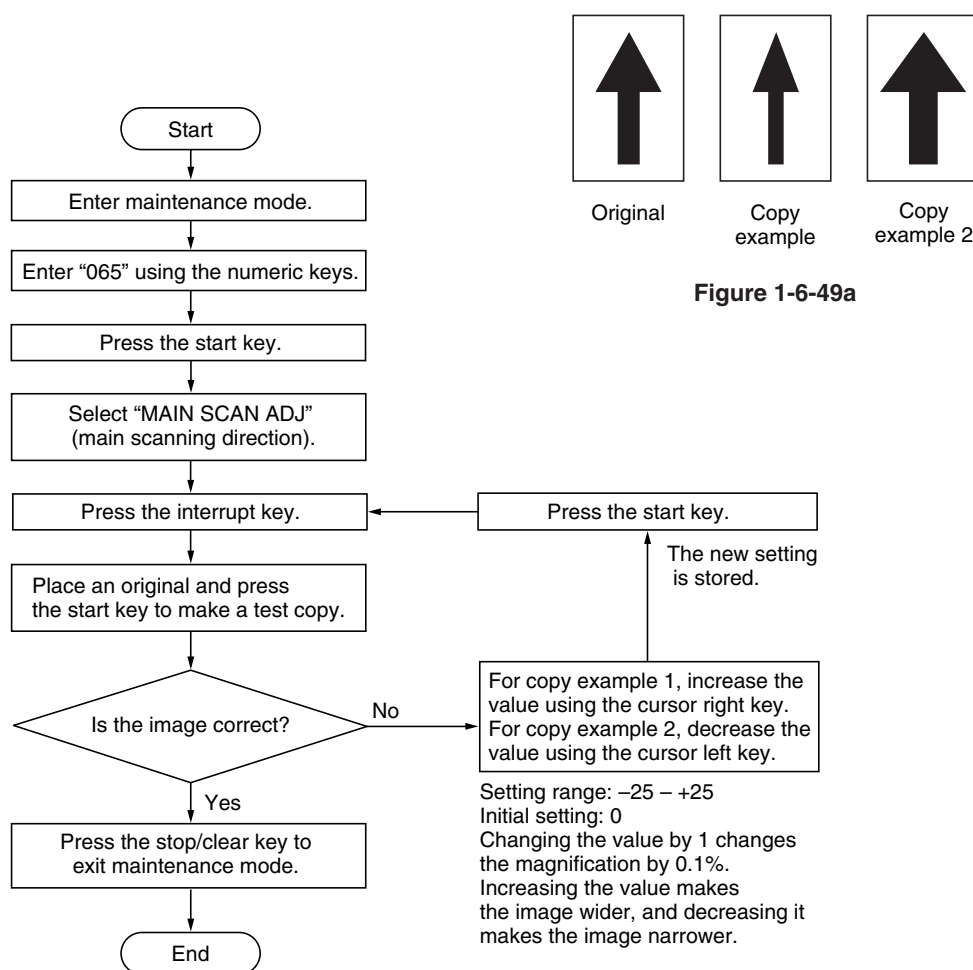 Original
Copy
example
Copy
example 2
Figure 1-6-49a
Start
Enter maintenance mode.
Enter “065” using the numeric keys.
Press the start key.
Select “MAIN SCAN ADJ”
(main scanning direction).
Press the interrupt key.
Press the start key.
The new setting
is stored.
Place an original and press
the start key to make a test copy.
Is the image correct?
No
For copy example 1, increase the
value using the cursor right key.
For copy example 2, decrease the
value using the cursor left key.
Setting range: –25 – +25
Initial setting: 0
Changing the value by 1 changes
the magnification by 0.1%.
Increasing the value makes
the image wider, and decreasing it
makes the image narrower.
Yes
Press the stop/clear key to
exit maintenance mode.
End